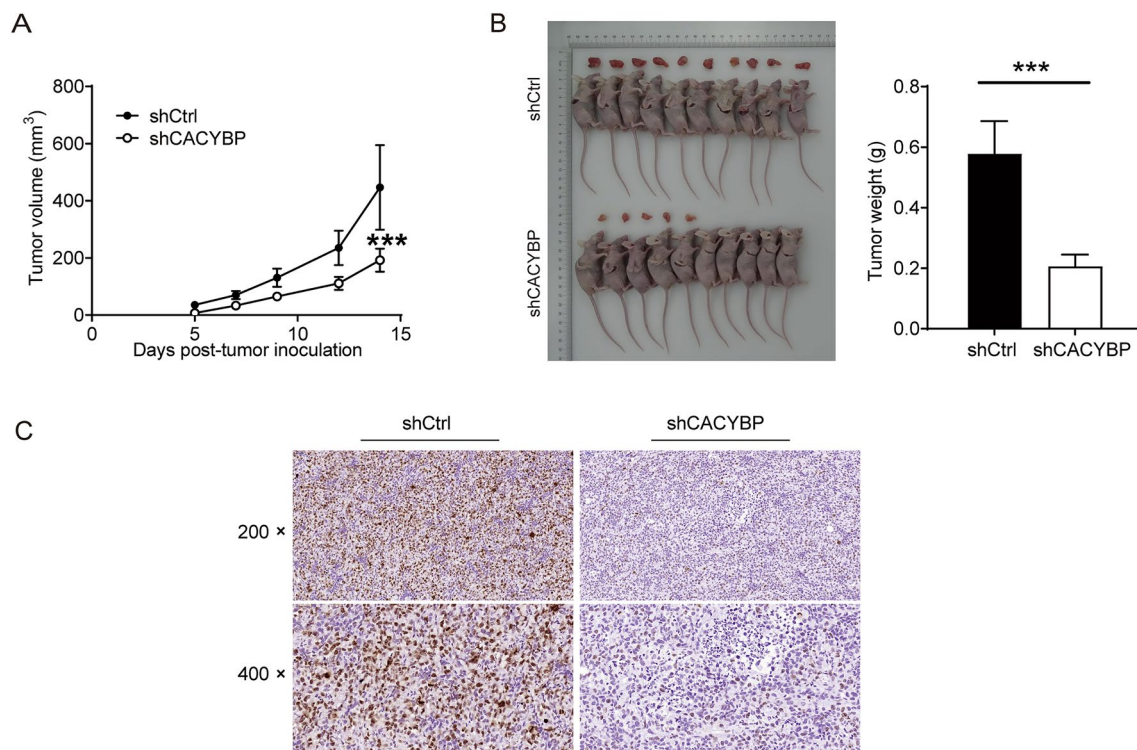 A
Tumor volume (mm³)
800
600
400
200
0
shCtrl
shCACYBP
***
0
5
10
15
Days post-tumor inoculation
B
shCtrl
shCACYBP
Tumor weight (g)
0.8
0.6
0.4
0.2
0.0
***
shCtrl
shCACYBP
C
shCtrl
shCACYBP
200 ×
400 ×